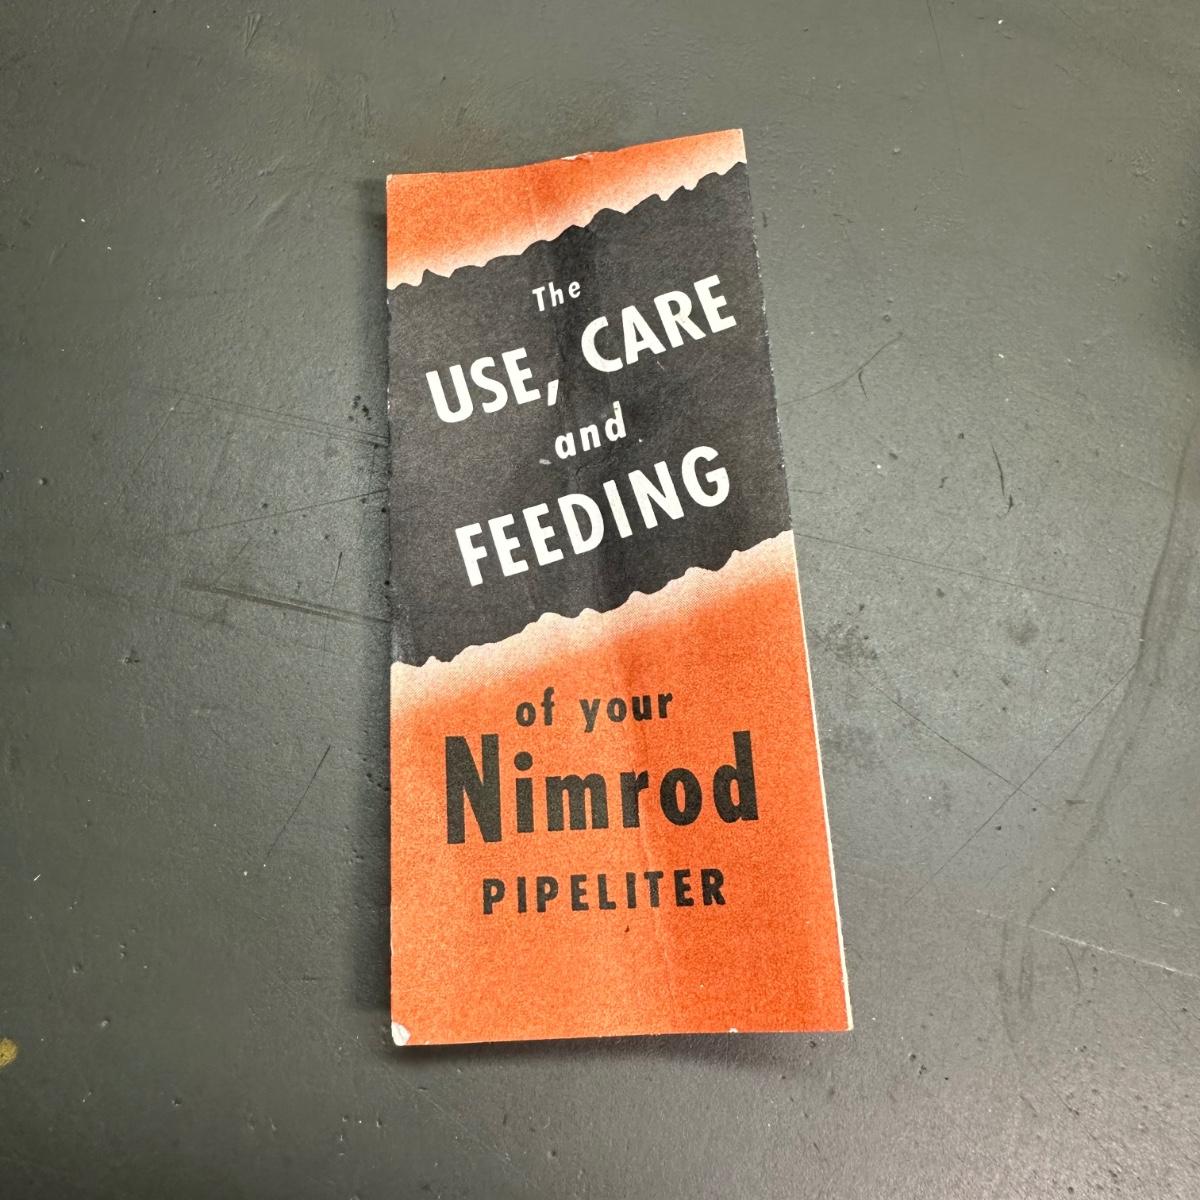 The
USE, CARE
and
FEEDING
of your
Nimrod
PIPELITER